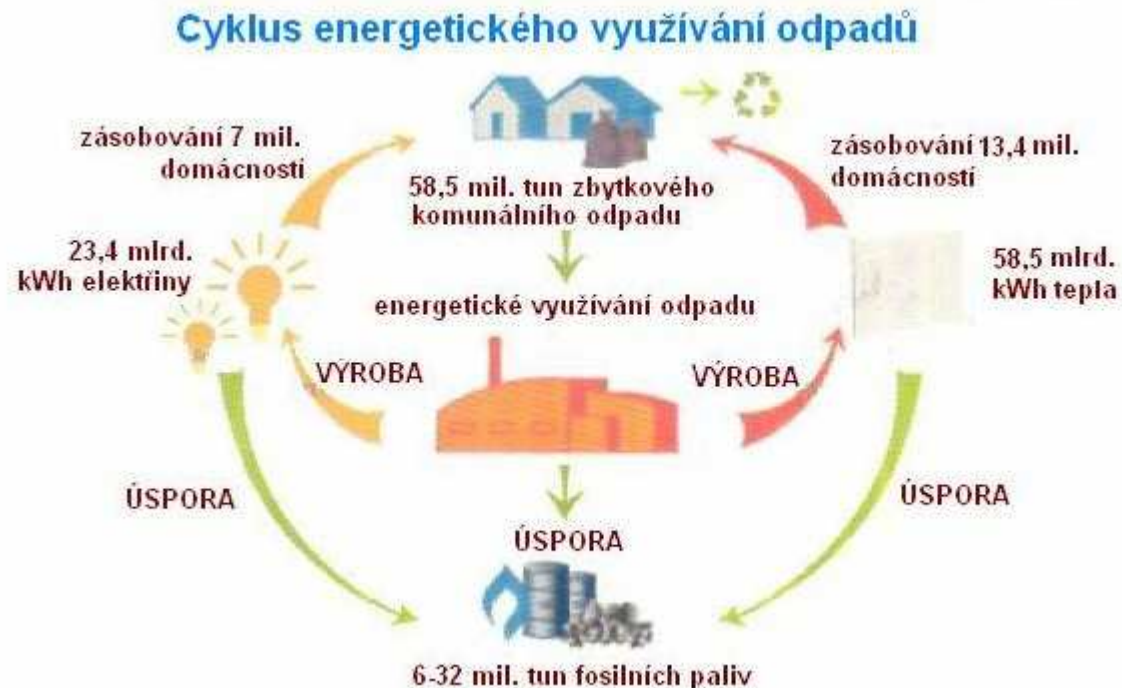 Cyklus energetického využívání odpadů
zásobování 7 mil.
domácností
zásobování 13,4 mil.
domácností
58,5 mil. tun zbytkového
komunálního odpadu
23,4 mlrd.
kWh elektřiny
58,5 mlrd.
kWh tepla
energetické využívání odpadu
VÝROBA
VÝROBA
ÚSPORA
ÚSPORA
ÚSPORA
6-32 mil. tun fosilních paliv